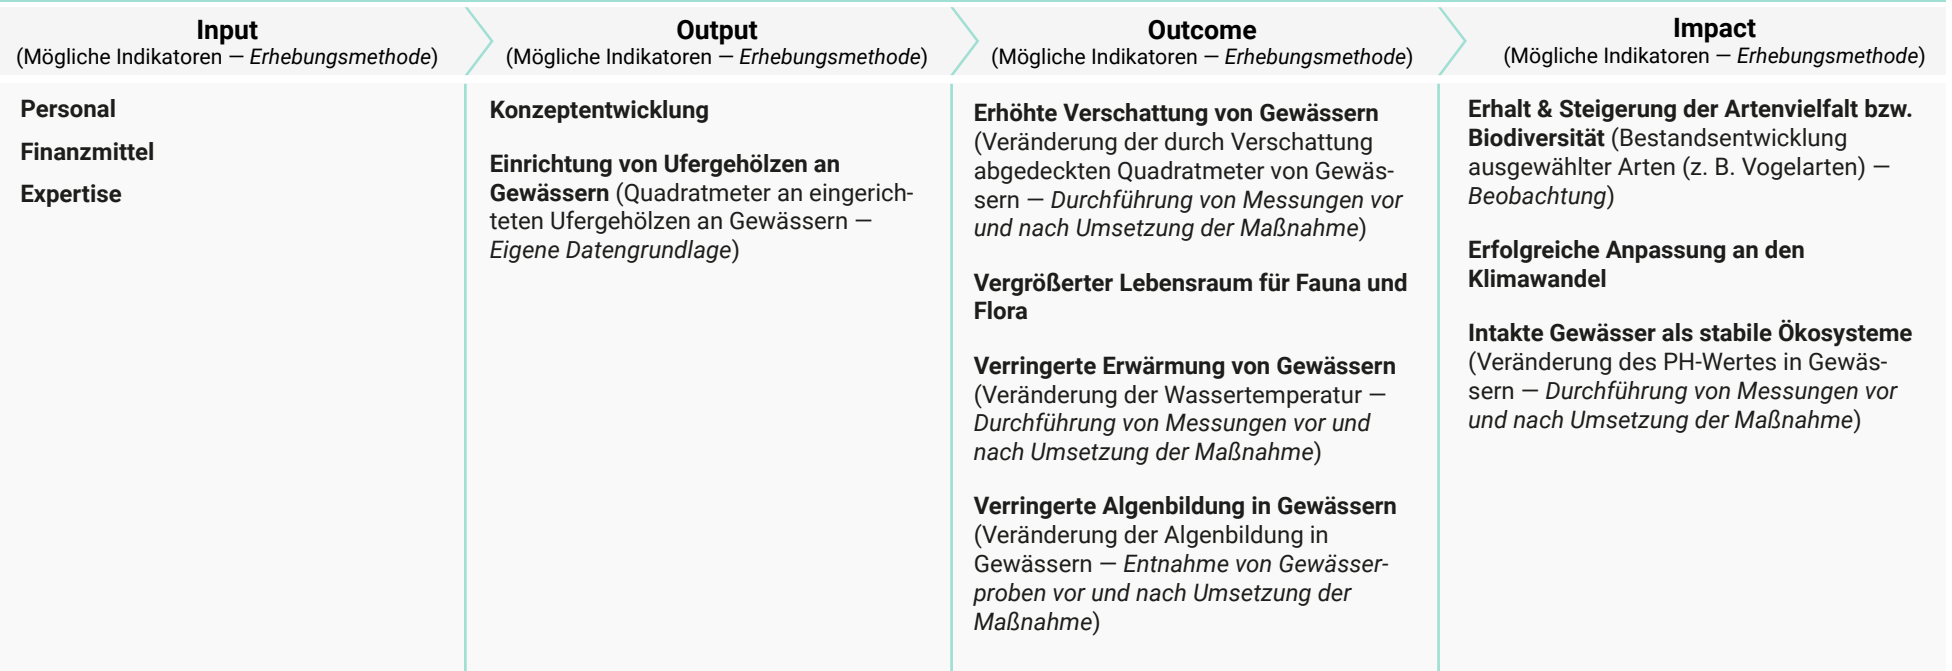 Input
(Mögliche Indikatoren — Erhebungsmethode)
Output
(Mögliche Indikatoren — Erhebungsmethode)
Outcome
(Mögliche Indikatoren — Erhebungsmethode)
Impact
(Mögliche Indikatoren — Erhebungsmethode)
Personal
Finanzmittel
Expertise
Konzeptentwicklung
Einrichtung von Ufergehölzen an
Gewässern (Quadratmeter an eingerich-
teten Ufergehölzen an Gewässern —
Eigene Datengrundlage)
Erhöhte Verschattung von Gewässern
(Veränderung der durch Verschattung
abgedeckten Quadratmeter von Gewäs-
sern — Durchführung von Messungen vor
und nach Umsetzung der Maßnahme)
Vergrößerter Lebensraum für Fauna und
Flora
Verringerte Erwärmung von Gewässern
(Veränderung der Wassertemperatur —
Durchführung von Messungen vor und
nach Umsetzung der Maßnahme)
Verringerte Algenbildung in Gewässern
(Veränderung der Algenbildung in
Gewässern — Entnahme von Gewässer-
proben vor und nach Umsetzung der
Maßnahme)
Erhalt & Steigerung der Artenvielfalt bzw.
Biodiversität (Bestandsentwicklung
ausgewählter Arten (z. B. Vogelarten) —
Beobachtung)
Erfolgreiche Anpassung an den
Klimawandel
Intakte Gewässer als stabile Ökosysteme
(Veränderung des PH-Wertes in Gewäs-
sern — Durchführung von Messungen vor
und nach Umsetzung der Maßnahme)